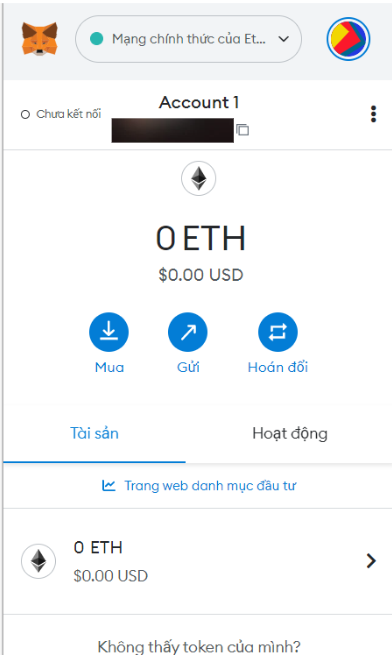 Mạng chính thức của Et...
Account 1
Chưa kết nối
0 ETH
$0.00 USD
Mua
Gửi
Hoán đổi
Tài sản
Hoạt động
Trang web danh mục đầu tư
0 ETH
$0.00 USD
Không thấy token của mình?